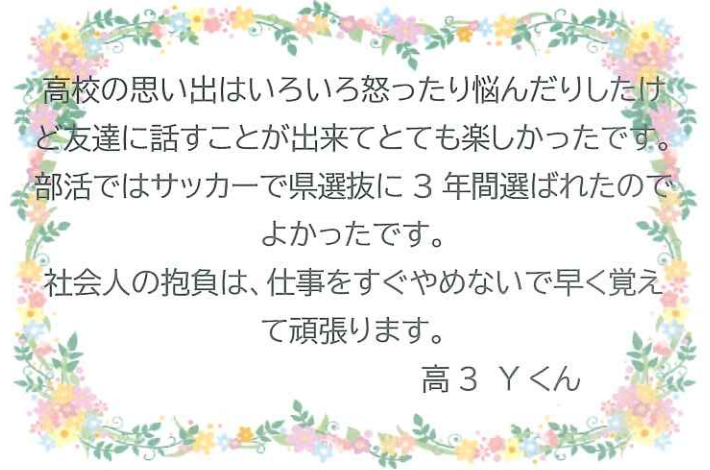 高校の思い出はいろいろ怒ったり悩んだりしたけ
ど友達に話すことが出来てとても楽しかったです。
部活ではサッカーで県選抜に 3 年間選ばれたので
よかったです。
社会人の抱負は、仕事をすぐやめないで早く覚え
て頑張ります。
高 3 Y くん